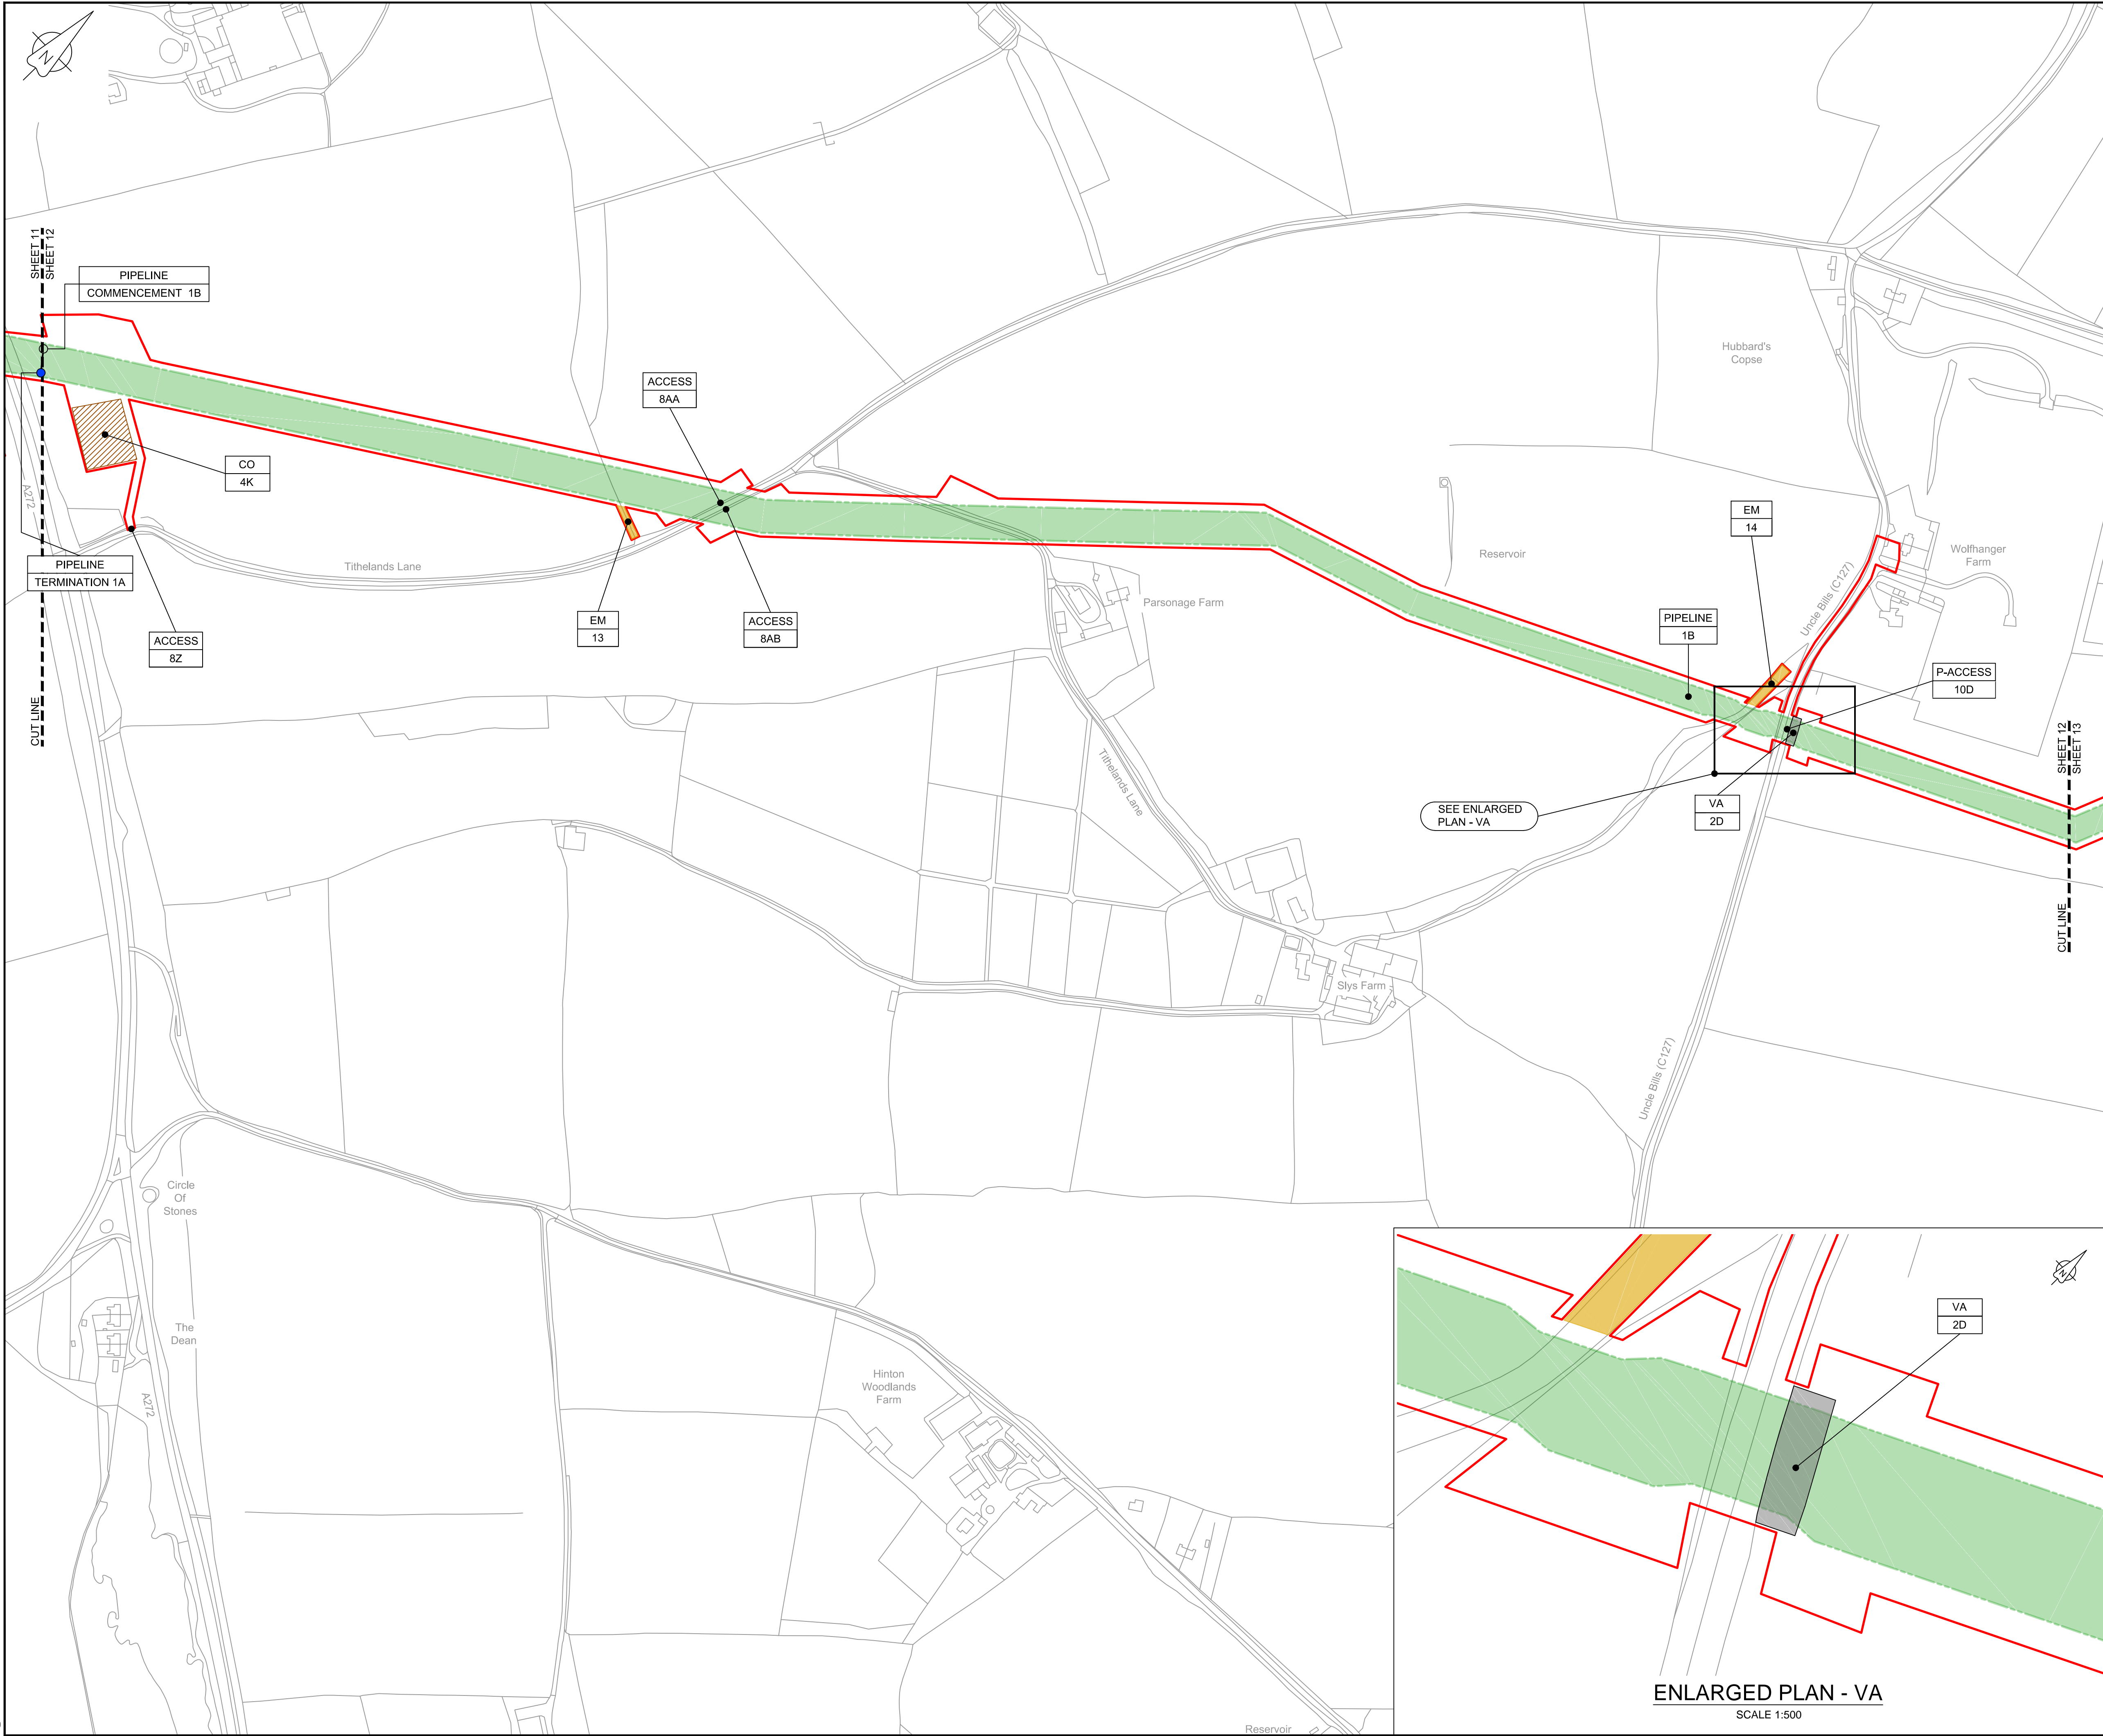 N
SHEET 11
SHEET 12
PIPELINE
COMMENCEMENT 1B
CO
4K
A272
PIPELINE
TERMINATION 1A
ACCESS
8Z
CUT LINE
Tithelands Lane
ACCESS
8AA
EM
13
ACCESS
8AB
Parsonage Farm
Tithelands Lane
Reservoir
Hubbard's
Copse
EM
14
PIPELINE
1B
Uncle Bills (C127)
Wolfhanger
Farm
P-ACCESS
10D
SEE ENLARGED
PLAN - VA
VA
2D
SHEET 12
SHEET 13
CUT LINE
Slys Farm
Uncle Bills (C127)
Circle
Of
Stones
The
Dean
A272
Hinton
Woodlands
Farm
Reservoir
N
VA
2D
ENLARGED PLAN - VA
SCALE 1:500